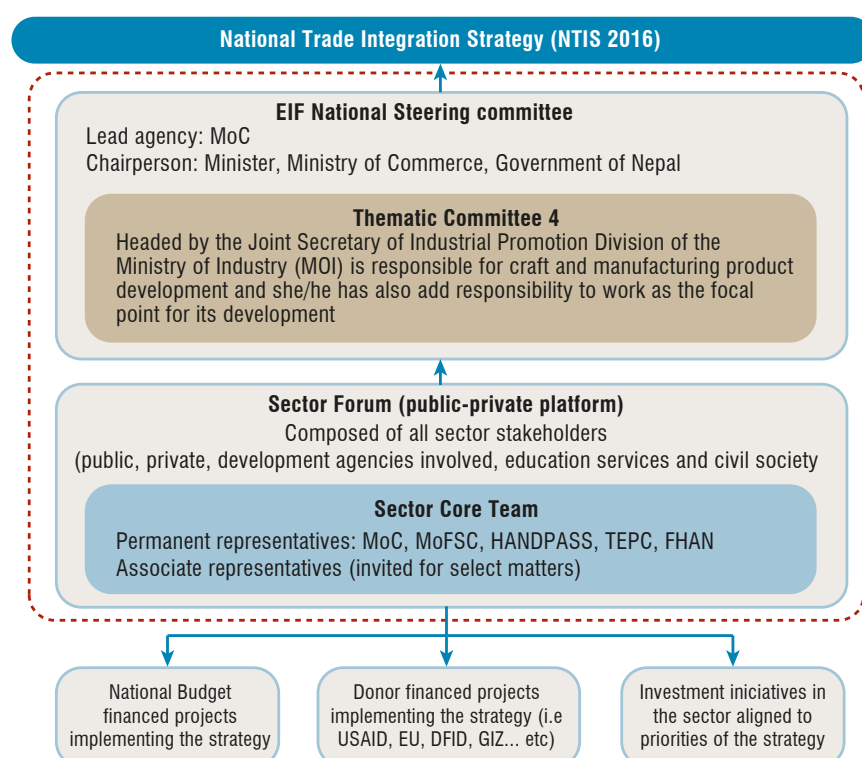 National Trade Integration Strategy (NTIS 2016)
EIF National Steering committee
Lead agency: MoC
Chairperson: Minister, Ministry of Commerce, Government of Nepal
Thematic Committee 4
Headed by the Joint Secretary of Industrial Promotion Division of the
Ministry of Industry (MOI) is responsible for craft and manufacturing product
development and she/he has also add responsibility to work as the focal
point for its development
Sector Forum (public-private platform)
Composed of all sector stakeholders
(public, private, development agencies involved, education services and civil society
Sector Core Team
Permanent representatives: MoC, MoFSC, HANDPASS, TEPC, FHAN
Associate representatives (invited for select matters)
National Budget
financed projects
implementing the strategy
Donor financed projects
implementing the strategy (i.e
USAID, EU, DFID, GIZ... etc)
Investment iniciatives in
the sector aligned to
priorities of the strategy